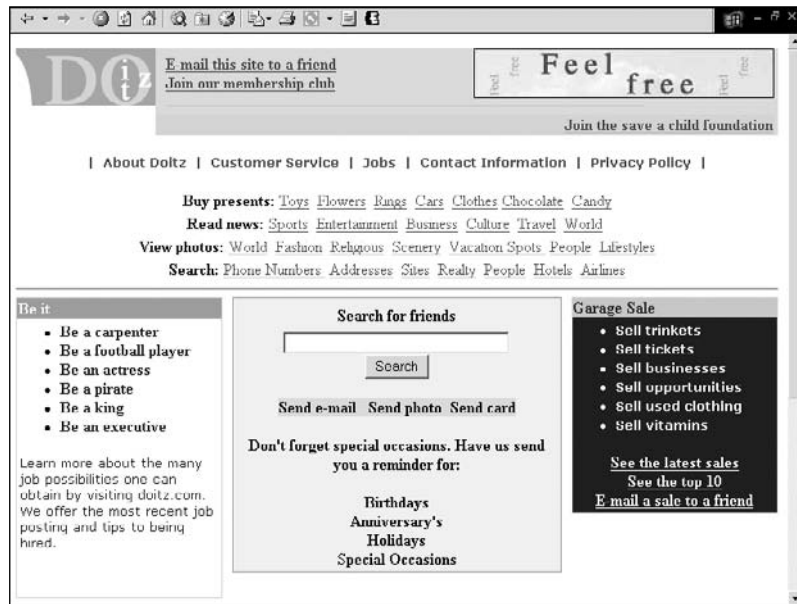 DO it z
E-mail this site to a friend
Join our membership club
Feel free Feel free Feel free
Join the save a child foundation
| About Doitz | Customer Service | Jobs | Contact Information | Privacy Policy |
Buy presents: Toys Flowers Rings Cars Clothes Chocolate Candy
Read news: Sports Entertainment Business Culture Travel World
View photos: World Fashion Religious Scenery Vacation Spots People Lifestyles
Search: Phone Numbers Addresses Sites Realty People Hotels Airlines
Be it
• Be a carpenter
• Be a football player
• Be an actress
• Be a pirate
• Be a king
• Be an executive
Learn more about the many
job possibilities one can
obtain by visiting doitz.com.
We offer the most recent job
posting and tips to being
hired.
Search for friends
Search
Send e-mail Send photo Send card
Don't forget special occasions. Have us send
you a reminder for:
Birthdays
Anniversary's
Holidays
Special Occasions
Garage Sale
• Sell trinkets
• Sell tickets
• Sell businesses
• Sell opportunities
• Sell used clothing
• Sell vitamins
See the latest sales
See the top 10
E-mail a sale to a friend